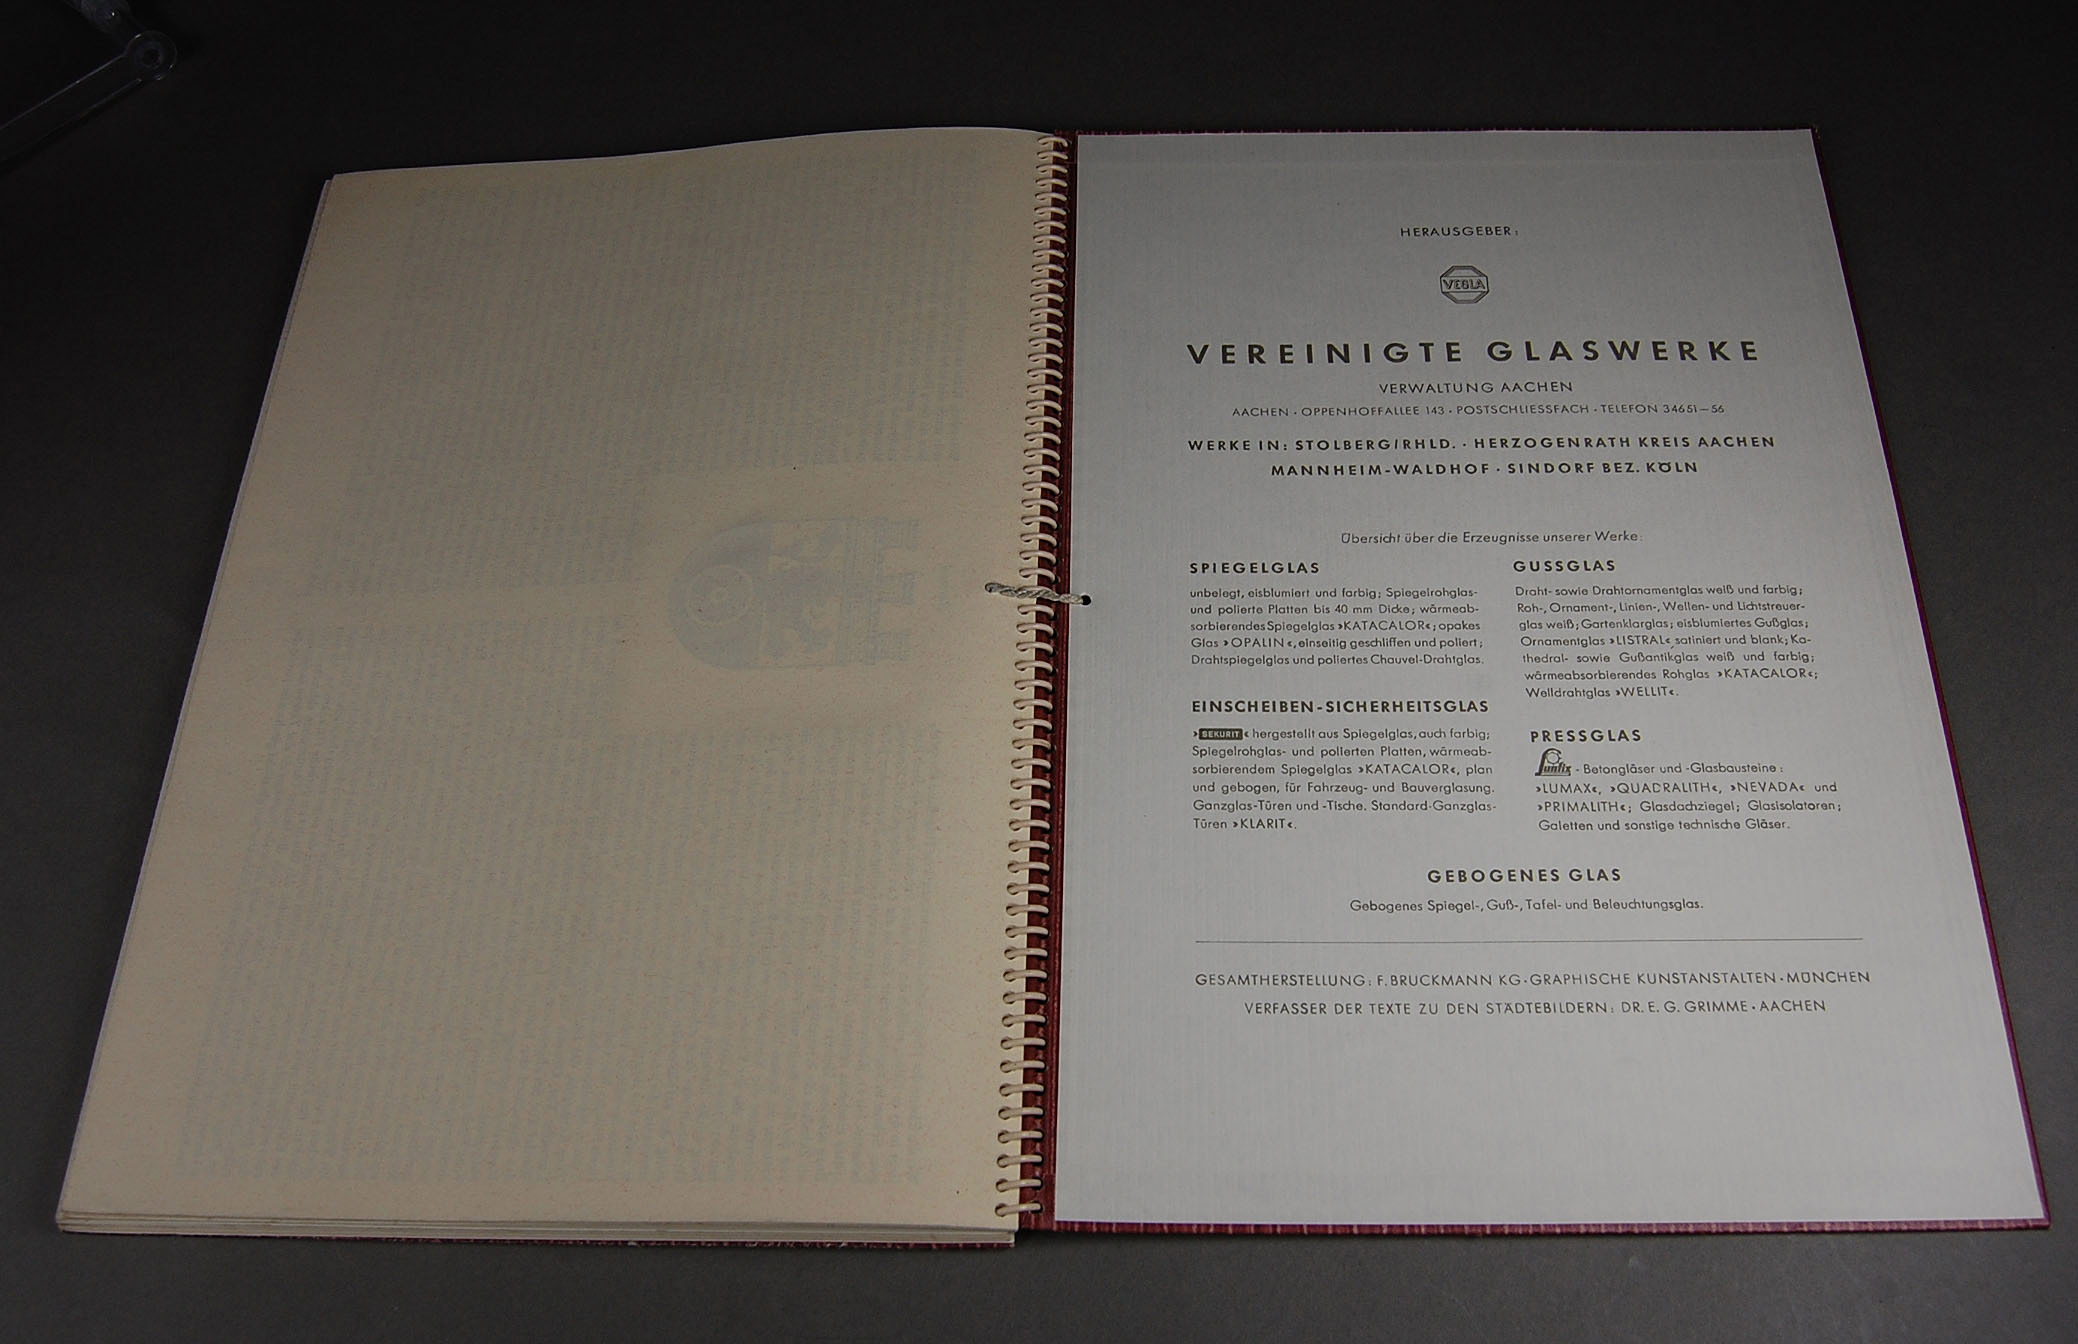 HERAUSGEBER:
VEGLA
VEREINIGTE GLASWERKE
VERWALTUNG AACHEN
AACHEN · OPPENHOFFALLEE 143 · POSTSCHLIESSFACH · TELEFON 34651–56
WERKE IN: STOLBERG/RHLD. · HERZOGENRATH KREIS AACHEN
MANNHEIM-WALDHOF · SINDORF BEZ. KÖLN
Übersicht über die Erzeugnisse unserer Werke:
SPIEGELGLAS
unbelegt, eisblumiert und farbig; Spiegelrohglas-
und polierte Platten bis 40 mm Dicke; wärmeab-
sorbierendes Spiegelglas »KATACALOR«; opakes
Glas »OPALIN«, einseitig geschliffen und poliert;
Drahtspiegelglas und poliertes Chauvel-Drahtglas.
EINSCHEIBEN-SICHERHEITSGLAS
»SEKURIT« hergestellt aus Spiegelglas, auch farbig;
Spiegelrohglas- und polierten Platten, wärmeab-
sorbierendem Spiegelglas »KATACALOR«, plan
und gebogen, für Fahrzeug- und Bauverglasung.
Ganzglas-Türen und -Tische. Standard-Ganzglas-
Türen »KLARIT«.
GUSSGLAS
Draht- sowie Drahtornamentglas weiß und farbig;
Roh-, Ornament-, Linien-, Wellen- und Lichtstreuer-
glas weiß; Gartenklarglas; eisblumiertes Gußglas;
Ornamentglas »LISTRAL« satiniert und blank; Ka-
thedral- sowie Gußantikglas weiß und farbig;
wärmeabsorbierendes Rohglas »KATACALOR«;
Welldrahtglas »WELLIT«.
PRESSGLAS
Lunfix - Betongläser und -Glasbausteine:
»LUMAX«, »QUADRALITH«, »NEVADA« und
»PRIMALITH«; Glasdachziegel; Glasisolatoren;
Galetten und sonstige technische Gläser.
GEBOGENES GLAS
Gebogenes Spiegel-, Guß-, Tafel- und Beleuchtungsglas.
GESAMTHERSTELLUNG: F. BRUCKMANN KG · GRAPHISCHE KUNSTANSTALTEN · MÜNCHEN
VERFASSER DER TEXTE ZU DEN STÄDTEBILDERN: DR. E. G. GRIMME · AACHEN